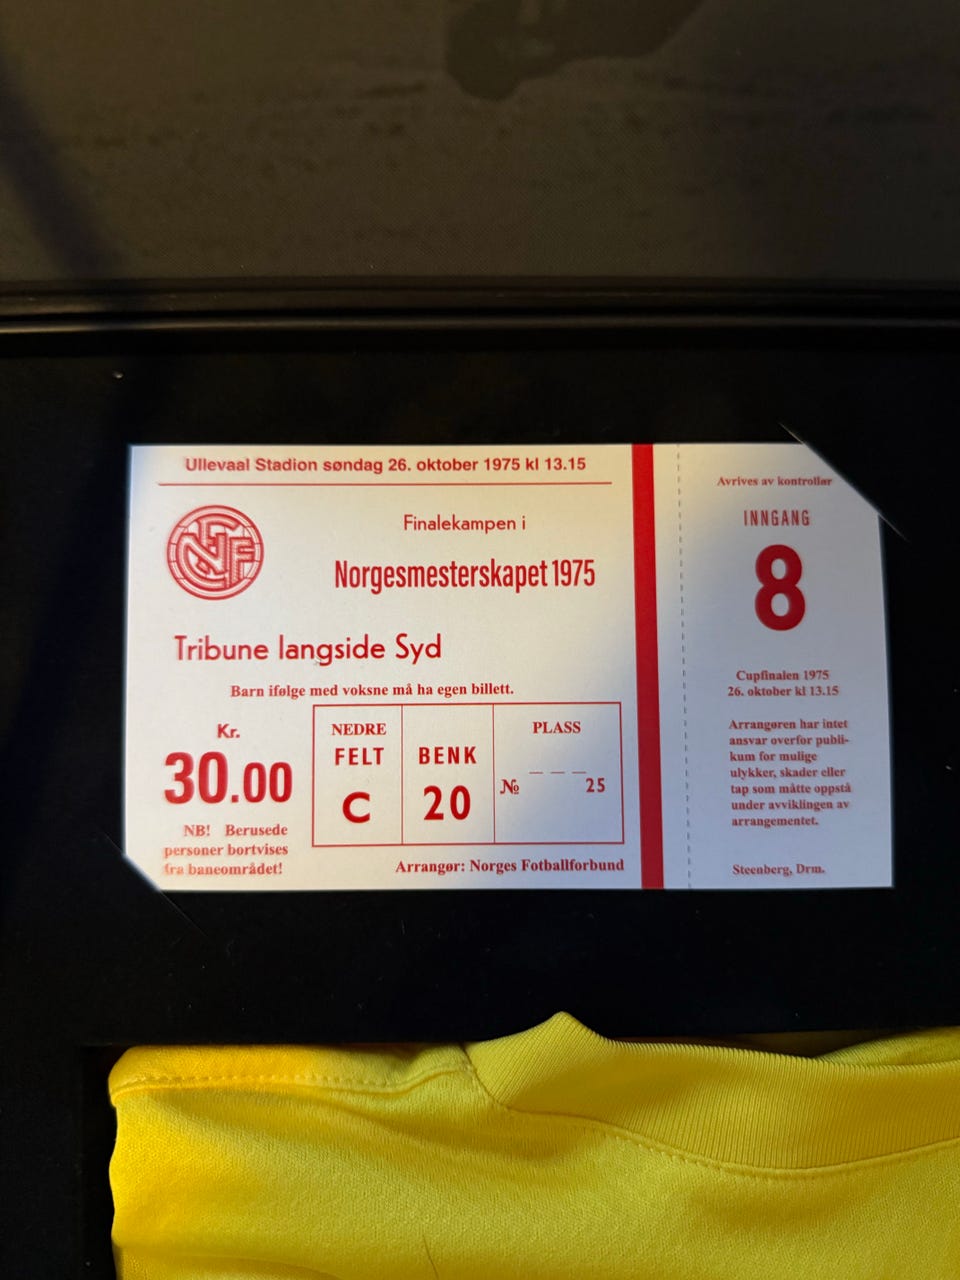 Ullevaal Stadion søndag 26. oktober 1975 kl 13.15
NFF
Finalekampen i
Norgesmesterskapet 1975
Tribune langside Syd
Barn ifølge med voksne må ha egen billett.
Kr.
30.00
NB! Berusede
personer bortvises
fra baneområdet!
NEDRE
FELT
C
BENK
20
PLASS
№ 25
Arrangør: Norges Fotballforbund
Avrives av kontrollør
INNGANG
8
Cupfinalen 1975
26. oktober kl 13.15
Arrangøren har intet
ansvar overfor publi-
kum for mulige
ulykker, skader eller
tap som måtte oppstå
under avviklingen av
arrangementet.
Steenberg, Drm.